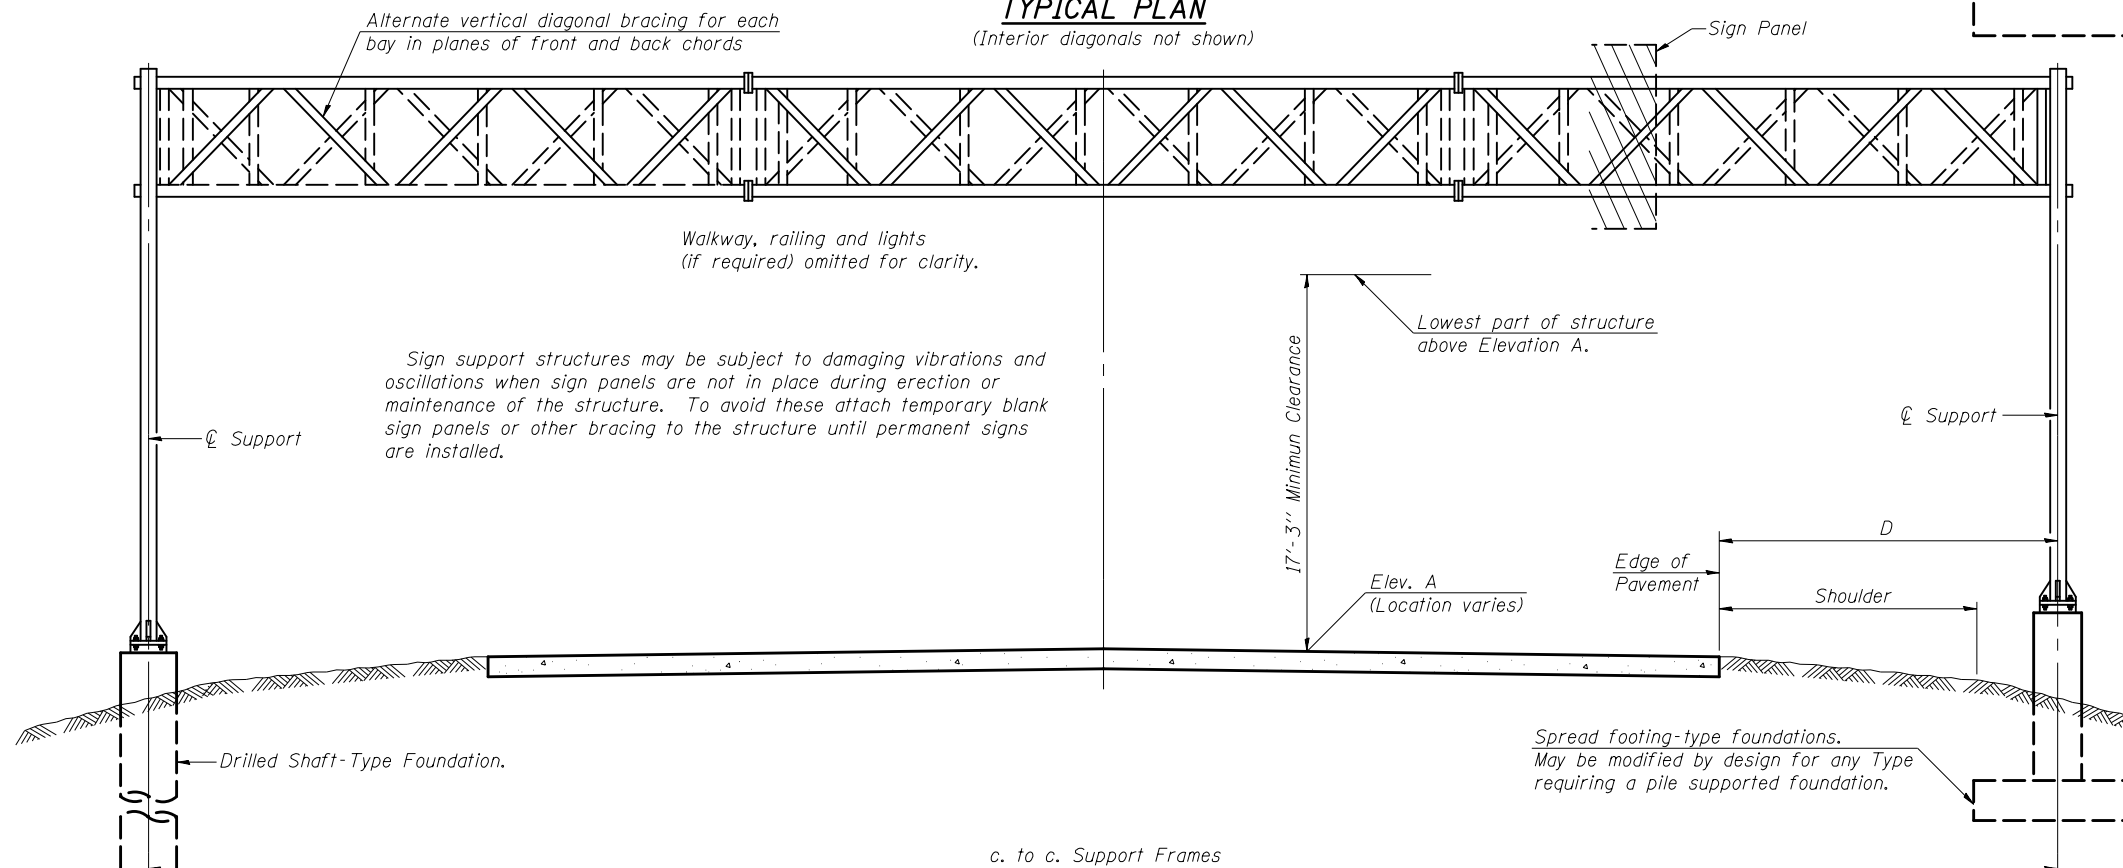 TYPICAL PLAN
(Interior diagonals not shown)
Alternate vertical diagonal bracing for each
bay in planes of front and back chords
Sign Panel
Walkway, railing and lights
(if required) omitted for clarity.
Lowest part of structure
above Elevation A.
Sign support structures may be subject to damaging vibrations and
oscillations when sign panels are not in place during erection or
maintenance of the structure. To avoid these attach temporary blank
sign panels or other bracing to the structure until permanent signs
are installed.
17'-3" Minimun Clearance
℄ Support
℄ Support
D
Edge of
Pavement
Shoulder
Elev. A
(Location varies)
Drilled Shaft-Type Foundation.
Spread footing-type foundations.
May be modified by design for any Type
requiring a pile supported foundation.
c. to c. Support Frames